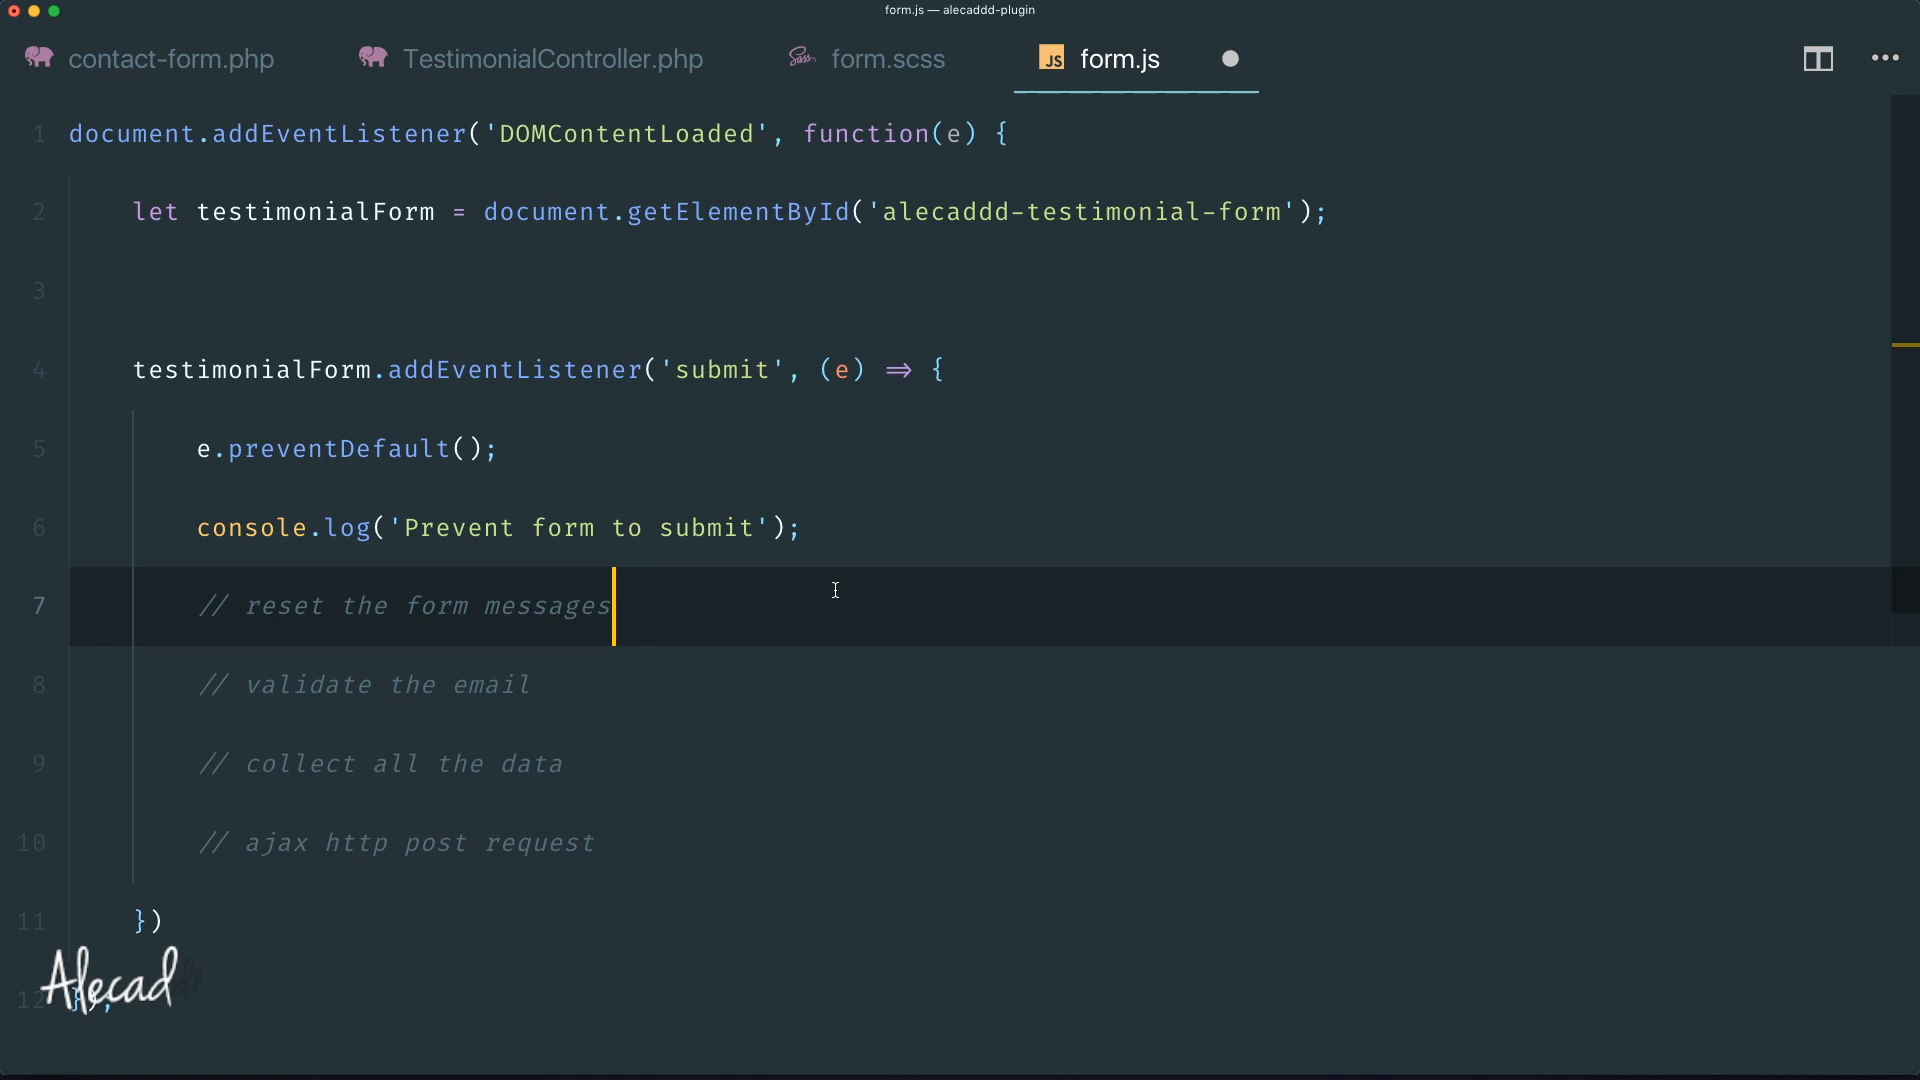 form.js — alecaddd-plugin
contact-form.php TestimonialController.php form.scss JS form.js
1 document.addEventListener('DOMContentLoaded', function(e) {
2 let testimonialForm = document.getElementById('alecaddd-testimonial-form');
3
4 testimonialForm.addEventListener('submit', (e) => {
5 e.preventDefault();
6 console.log('Prevent form to submit');
7 // reset the form messages
8 // validate the email
9 // collect all the data
10 // ajax http post request
11 })
12 });
Alecad